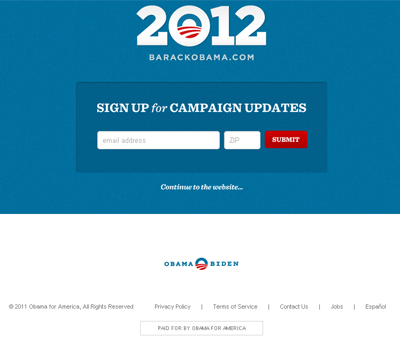 2012
BARACKOBAMA.COM
SIGN UP for CAMPAIGN UPDATES
email address ZIP SUBMIT
Continue to the website...
OBAMA BIDEN
© 2011 Obama for America, All Rights Reserved Privacy Policy | Terms of Service | Contact Us | Jobs | Español
PAID FOR BY OBAMA FOR AMERICA